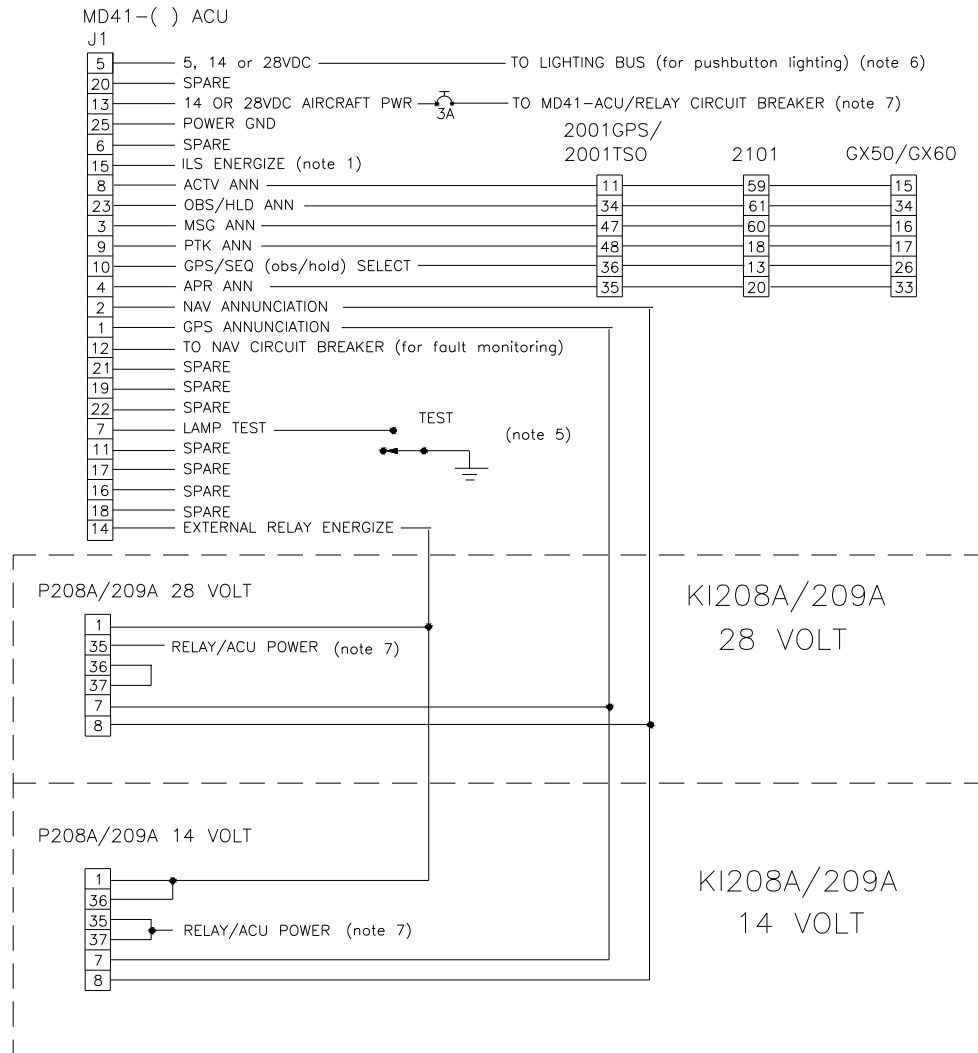 MD41-( ) ACU
J1
5 5, 14 or 28VDC TO LIGHTING BUS (for pushbutton lighting) (note 6)
20 SPARE
13 14 OR 28VDC AIRCRAFT PWR 3A TO MD41-ACU/RELAY CIRCUIT BREAKER (note 7)
25 POWER GND
6 SPARE
15 ILS ENERGIZE (note 1)
2001GPS/
2001TSO 2101 GX50/GX60
8 ACTV ANN 11 59 15
23 OBS/HLD ANN 34 61 34
3 MSG ANN 47 60 16
9 PTK ANN 48 18 17
10 GPS/SEQ (obs/hold) SELECT 36 13 26
4 APR ANN 35 20 33
2 NAV ANNUNCIATION
1 GPS ANNUNCIATION
12 TO NAV CIRCUIT BREAKER (for fault monitoring)
21 SPARE
19 SPARE
22 SPARE
7 LAMP TEST TEST (note 5)
11 SPARE
17 SPARE
16 SPARE
18 SPARE
14 EXTERNAL RELAY ENERGIZE
P208A/209A 28 VOLT
KI208A/209A
28 VOLT
1
35 RELAY/ACU POWER (note 7)
36
37
7
8
P208A/209A 14 VOLT
KI208A/209A
14 VOLT
1
36
35
37 RELAY/ACU POWER (note 7)
7
8